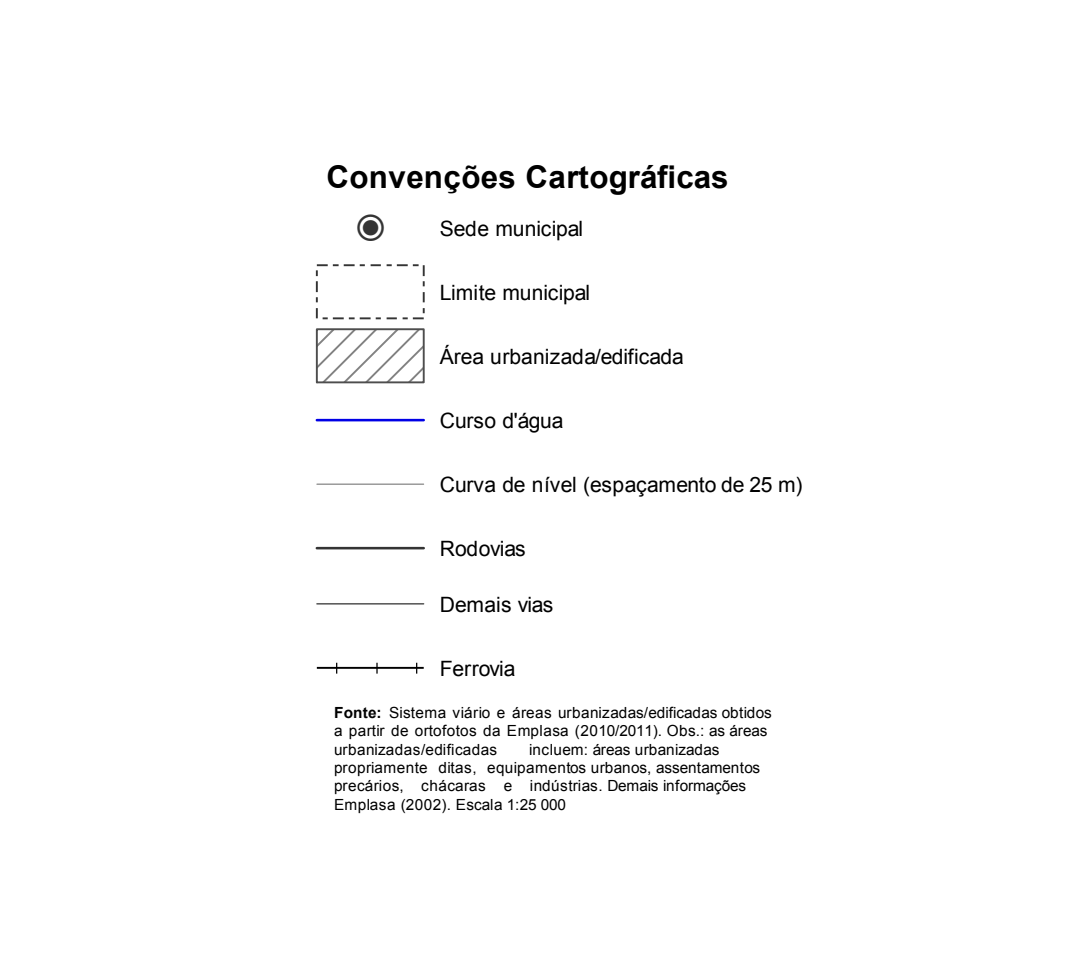 Convenções Cartográficas
Sede municipal
Limite municipal
Área urbanizada/edificada
Curso d'água
Curva de nível (espaçamento de 25 m)
Rodovias
Demais vias
Ferrovia
Fonte: Sistema viário e áreas urbanizadas/edificadas obtidos
a partir de ortofotos da Emplasa (2010/2011). Obs.: as áreas
urbanizadas/edificadas incluem: áreas urbanizadas
propriamente ditas, equipamentos urbanos, assentamentos
precários, chácaras e indústrias. Demais informações
Emplasa (2002). Escala 1:25 000